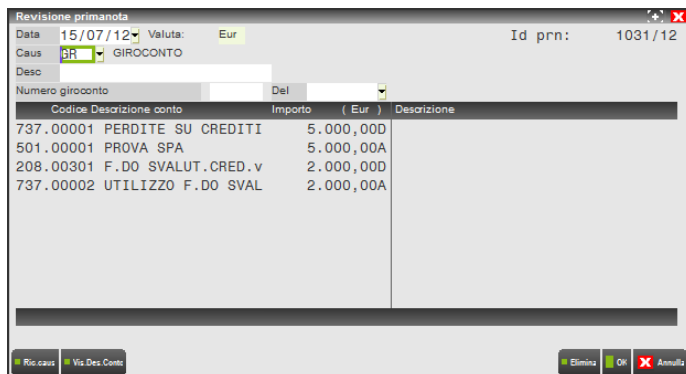 Revisione primanota
Data 15/07/12 Valuta: Eur Id prn: 1031/12
Caus GR GIROCONTO
Desc
Numero giroconto Del
Codice Descrizione conto Importo ( Eur ) Descrizione
737.00001 PERDITE SU CREDITI 5.000,00D
501.00001 PROVA SPA 5.000,00A
208.00301 F.DO SVALUT.CRED.v 2.000,00D
737.00002 UTILIZZO F.DO SVAL 2.000,00A
Ric.caus Vis.Des.Conto Elimina OK Annulla